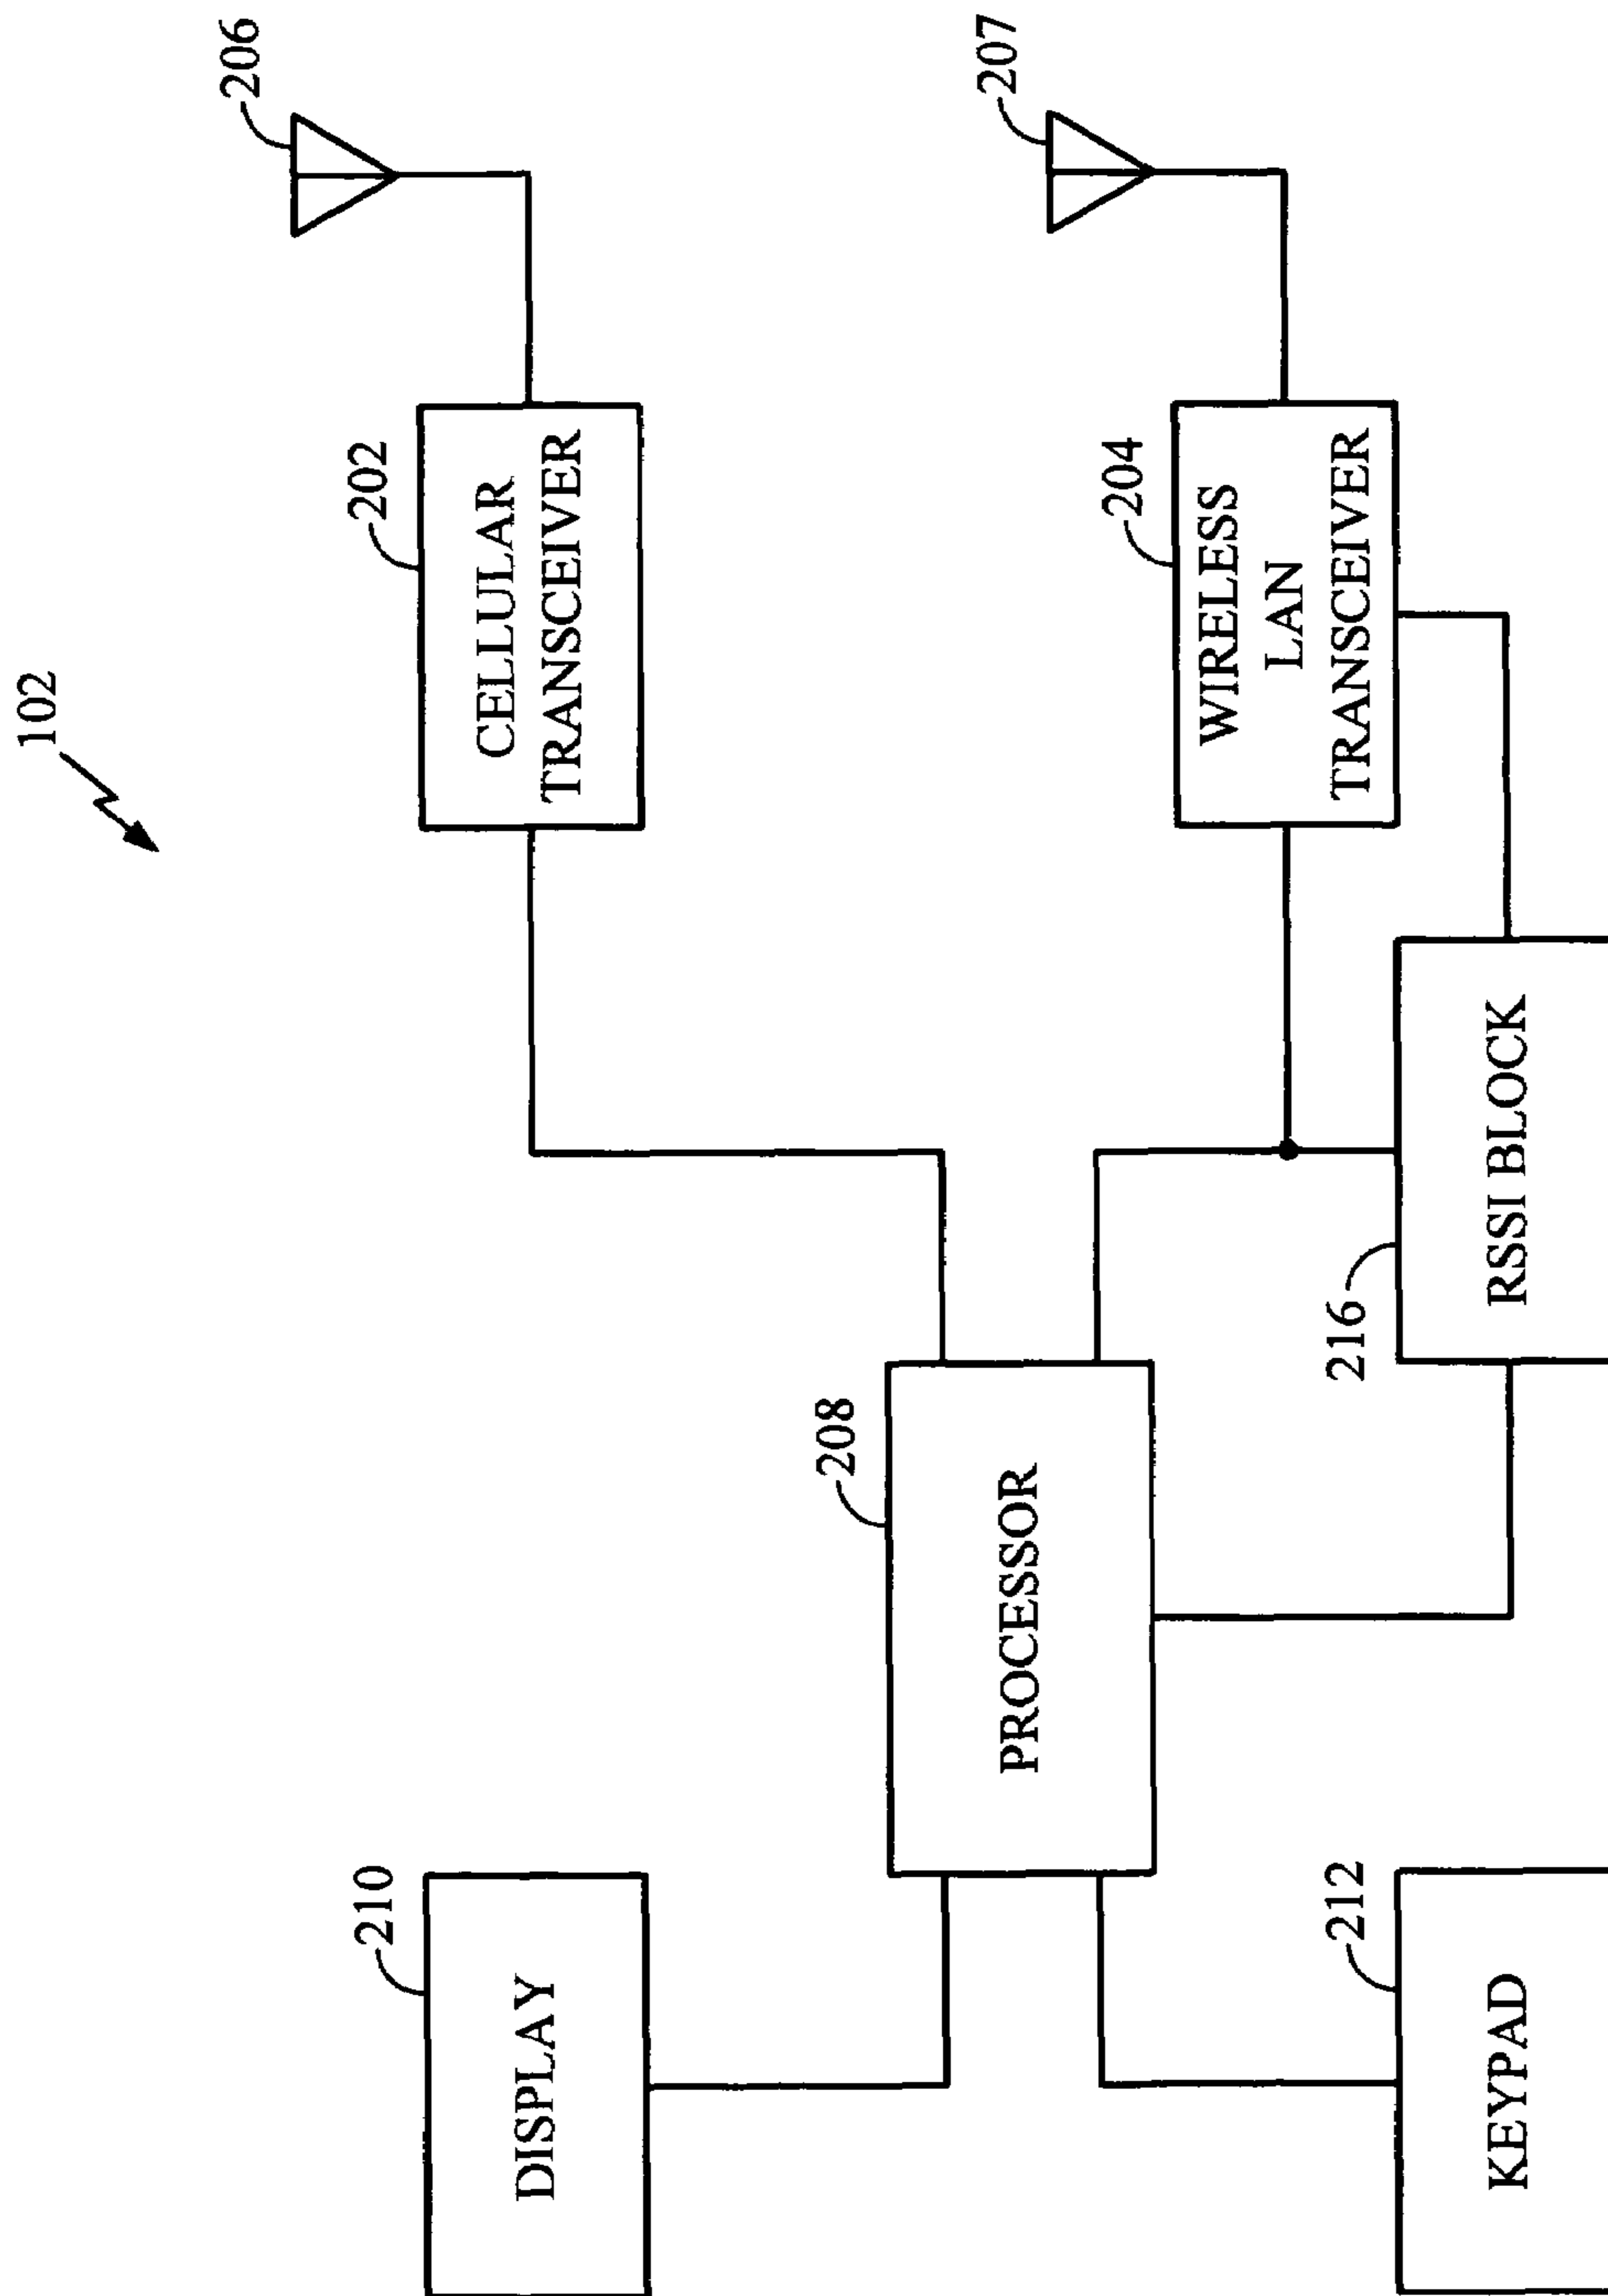 102
206
202
CELLULAR
TRANSCEIVER
207
204
WIRELESS
LAN
TRANSCEIVER
210
DISPLAY
208
PROCESSOR
216
RSSI BLOCK
212
KEYPAD